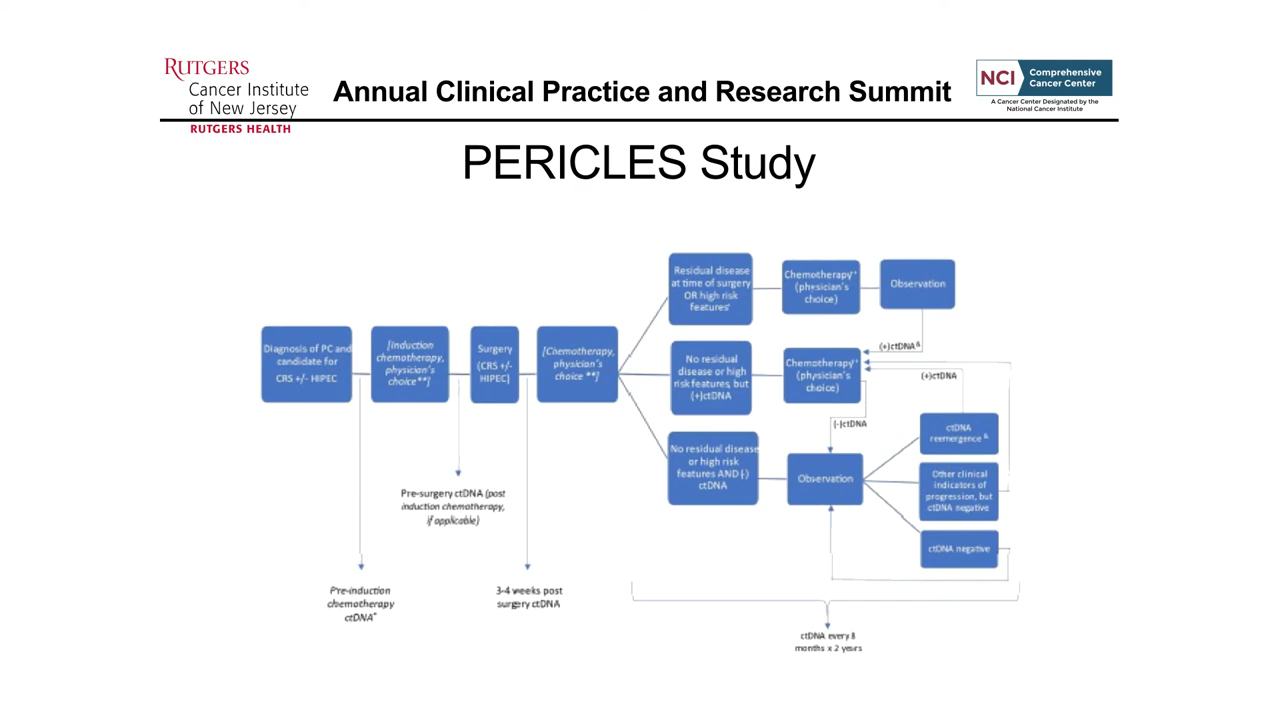 RUTGERS
Cancer Institute
of New Jersey
RUTGERS HEALTH
Annual Clinical Practice and Research Summit
NCI
Comprehensive
Cancer Center
A Cancer Center Designated by the
National Cancer Institute
PERICLES Study
Diagnosis of PC and
candidate for
CRS +/- HIPEC
[Induction
chemotherapy,
physician's
choice**]
Surgery
(CRS +/-
HIPEC)
[Chemotherapy,
physician's
choice **]
Residual disease
at time of surgery
OR high risk
features
Chemotherapy
(physician's
choice)
Observation
(+)ctDNA&
No residual
disease or high
risk features, but
(+)ctDNA
Chemotherapy
(physician's
choice)
(+)ctDNA
(-)ctDNA
No residual disease
or high risk
features AND (-)
ctDNA
Observation
ctDNA
reemergence &
Other clinical
indicators of
progression, but
ctDNA negative
ctDNA negative
Pre-surgery ctDNA (post
induction chemotherapy,
if applicable)
Pre-induction
chemotherapy
ctDNA*
3-4 weeks post
surgery ctDNA
ctDNA every
months x 2 years